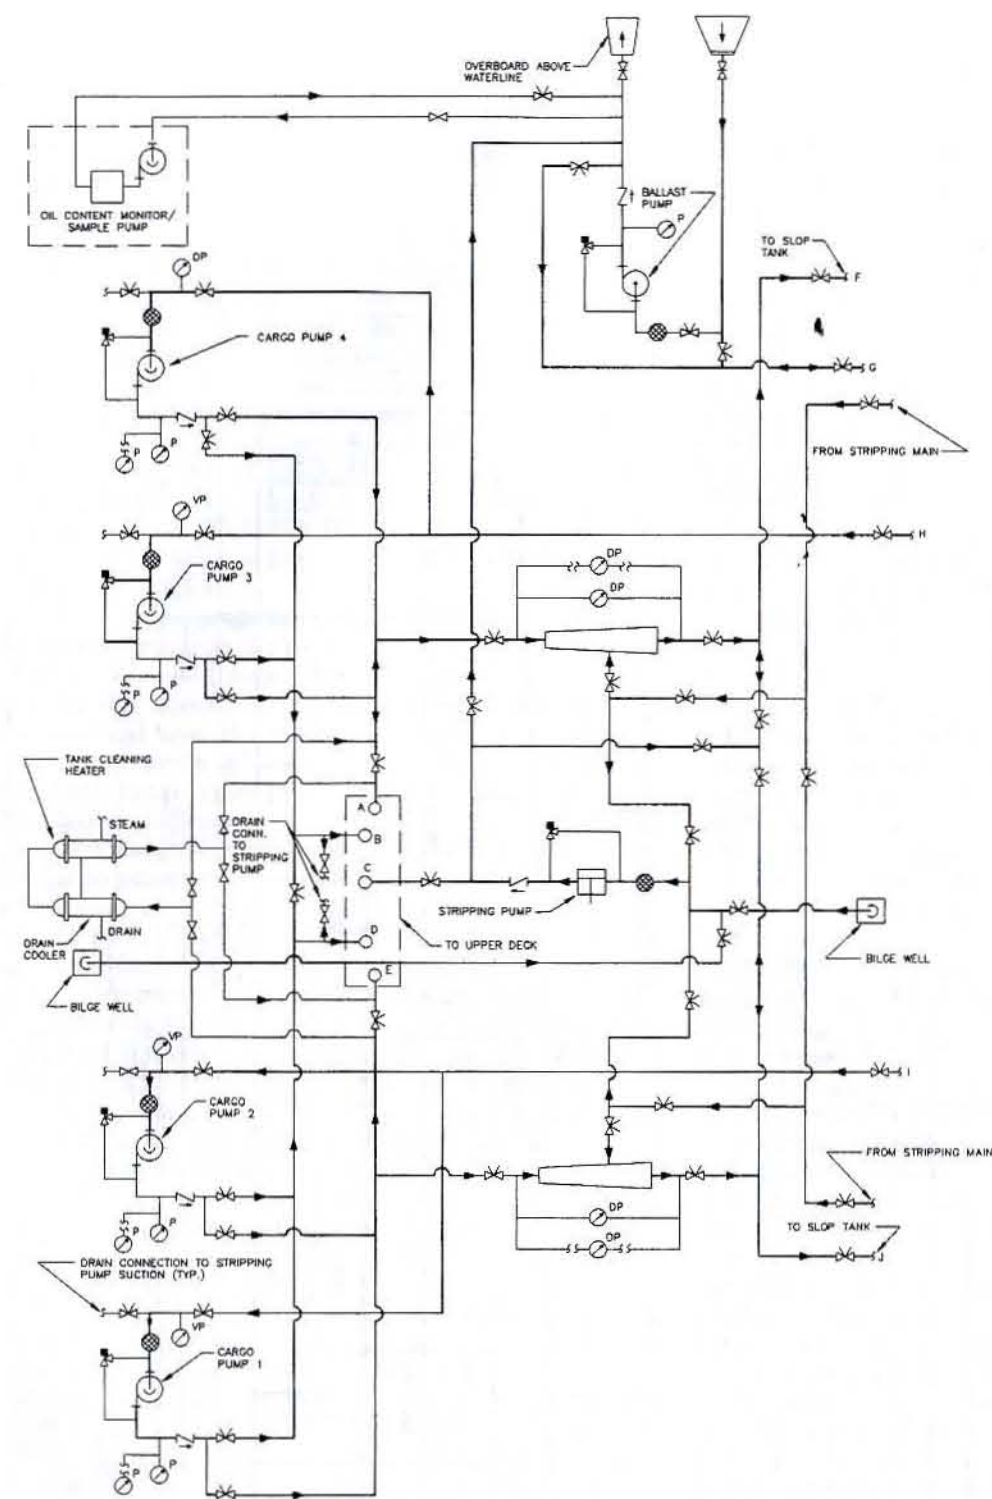 OVERBOARD ABOVE
WATERLINE
OIL CONTENT MONITOR/
SAMPLE PUMP
BALLAST
PUMP
P
TO SLOP
TANK
F
DP
CARGO PUMP 4
G
FROM STRIPPING MAIN
P
P
VP
H
CARGO
PUMP 3
DP
DP
P
P
TANK CLEANING
HEATER
STEAM
DRAIN
CONN.
TO
STRIPPING
PUMP
A
B
C
D
E
STRIPPING PUMP
TO UPPER DECK
DRAIN
COOLER
DRAIN
BILGE WELL
BILGE WELL
VP
I
CARGO
PUMP 2
FROM STRIPPING MAIN
P
P
DP
DP
TO SLOP TANK
J
DRAIN CONNECTION TO STRIPPING
PUMP SUCTION (TYP.)
VP
CARGO
PUMP 1
P
P